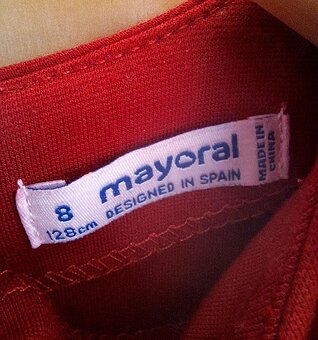 8
128cm
mayoral
DESIGNED IN SPAIN
MADE IN
CHINA